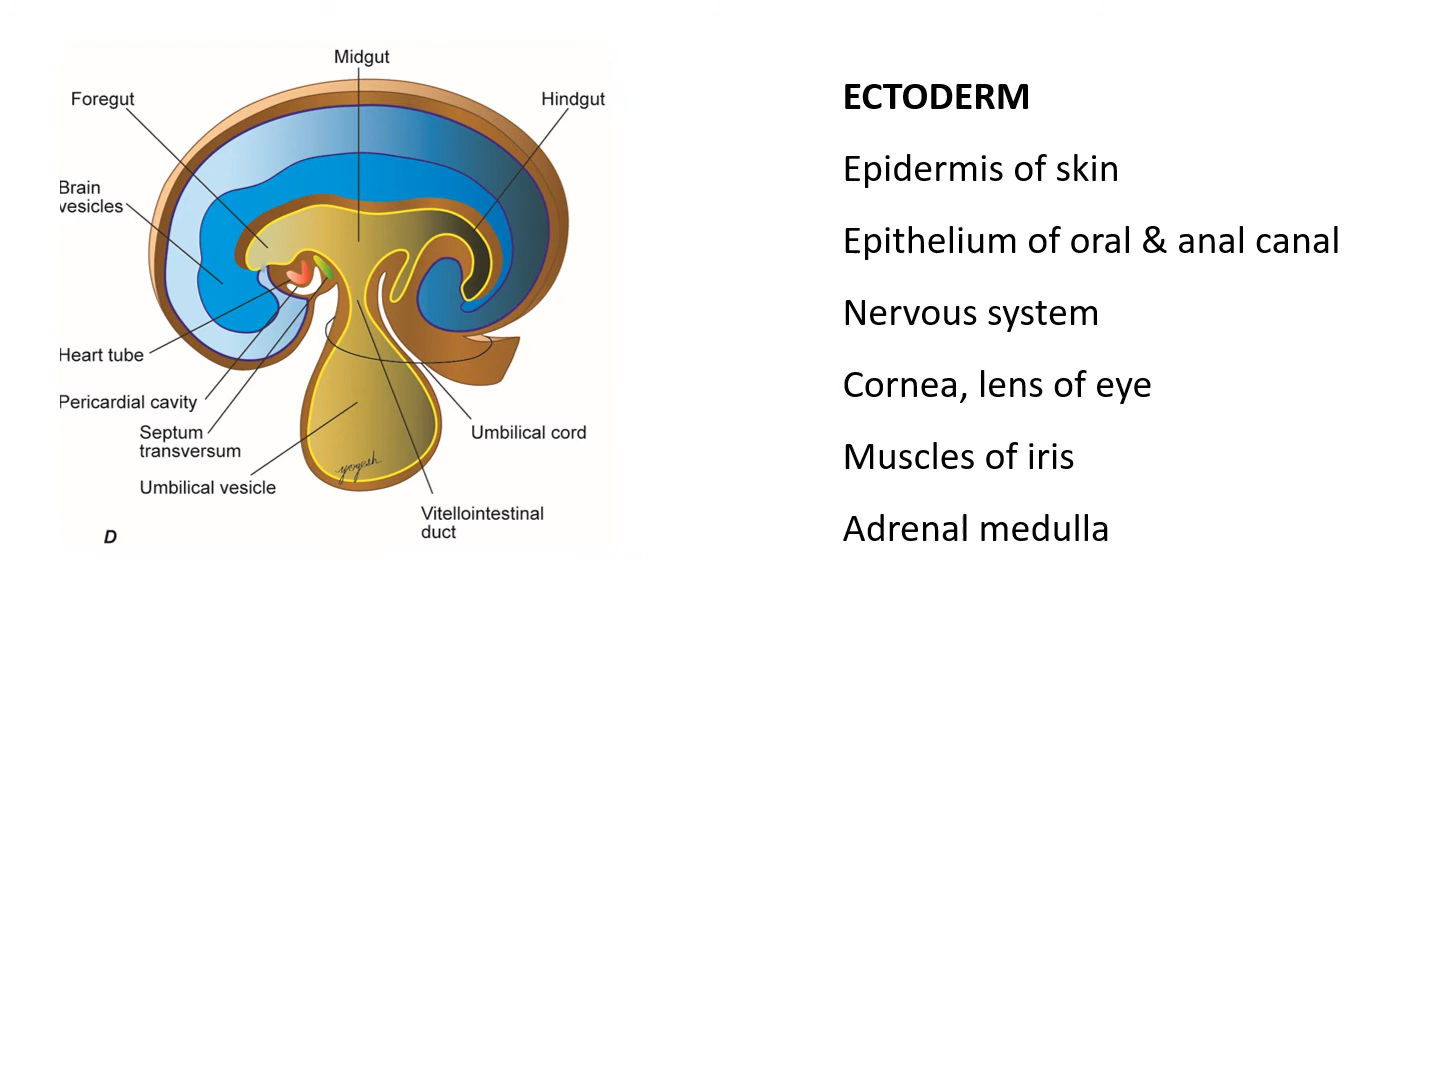 Midgut
Foregut
Hindgut
Brain
vesicles
Heart tube
Pericardial cavity
Septum
transversum
Umbilical cord
Umbilical vesicle
yogesh
Vitellointestinal
duct
D
ECTODERM
Epidermis of skin
Epithelium of oral & anal canal
Nervous system
Cornea, lens of eye
Muscles of iris
Adrenal medulla